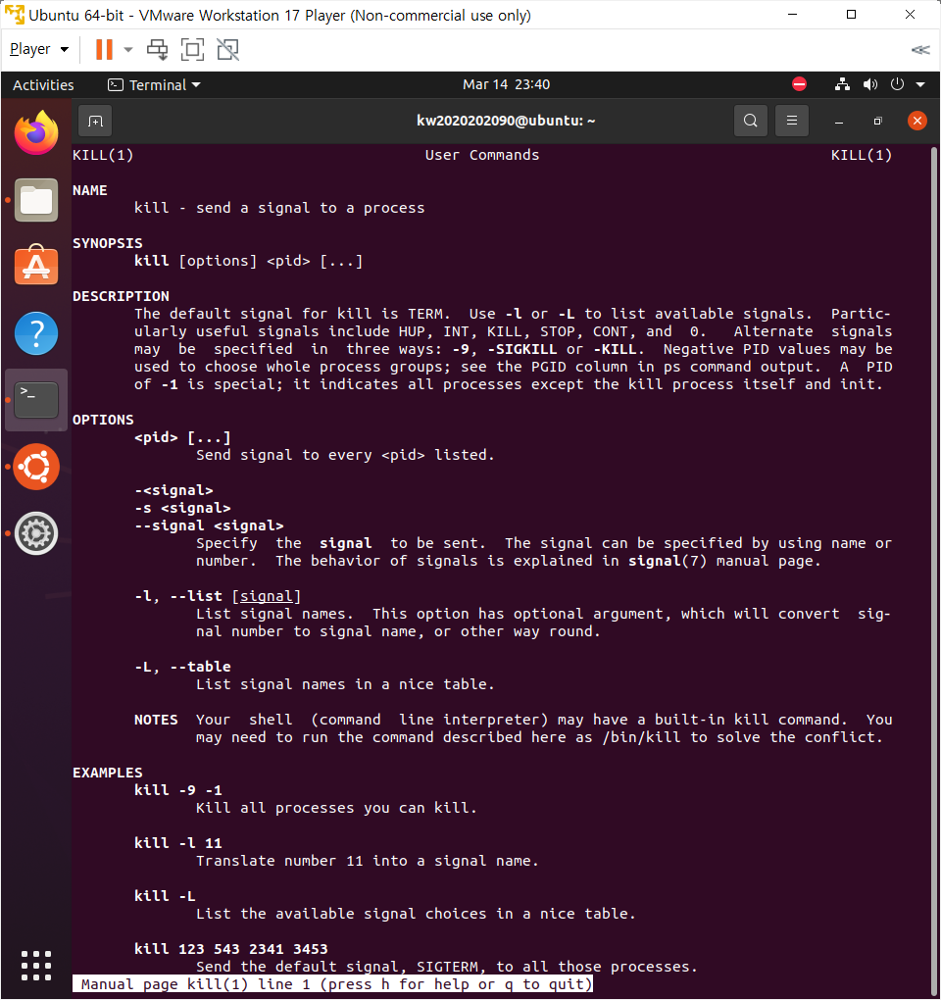 Ubuntu 64-bit - VMware Workstation 17 Player (Non-commercial use only)
Player
Activities
Terminal
Mar 14 23:40
kw2020202090@ubuntu: ~
KILL(1) User Commands KILL(1)
NAME
kill - send a signal to a process
SYNOPSIS
kill [options] <pid> [...]
DESCRIPTION
The default signal for kill is TERM. Use -l or -L to list available signals. Partic-
ularly useful signals include HUP, INT, KILL, STOP, CONT, and 0. Alternate signals
may be specified in three ways: -9, -SIGKILL or -KILL. Negative PID values may be
used to choose whole process groups; see the PGID column in ps command output. A PID
of -1 is special; it indicates all processes except the kill process itself and init.
OPTIONS
<pid> [...]
Send signal to every <pid> listed.
-<signal>
-s <signal>
--signal <signal>
Specify the signal to be sent. The signal can be specified by using name or
number. The behavior of signals is explained in signal(7) manual page.
-l, --list [signal]
List signal names. This option has optional argument, which will convert sig-
nal number to signal name, or other way round.
-L, --table
List signal names in a nice table.
NOTES Your shell (command line interpreter) may have a built-in kill command. You
may need to run the command described here as /bin/kill to solve the conflict.
EXAMPLES
kill -9 -1
Kill all processes you can kill.
kill -l 11
Translate number 11 into a signal name.
kill -L
List the available signal choices in a nice table.
kill 123 543 2341 3453
Send the default signal, SIGTERM, to all those processes.
Manual page kill(1) line 1 (press h for help or q to quit)